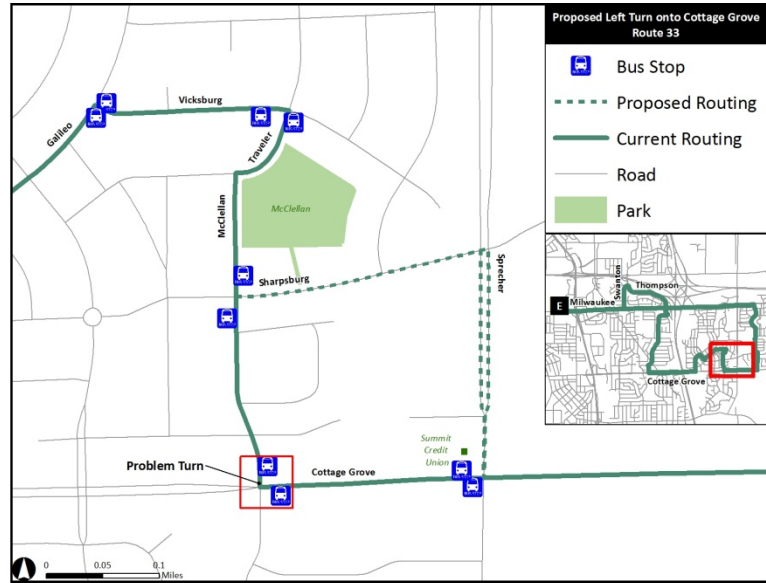 Proposed Left Turn onto Cottage Grove
Route 33
Bus Stop
Proposed Routing
Current Routing
Road
Park
Vicksburg
Galileo
Traveler
McClellan
McClellan
Sharpsburg
Sprecher
Summit
Credit
Union
Problem Turn
Cottage Grove
0 0.05 0.1
Miles
Swanton
Thompson
E
Milwaukee
Cottage Grove